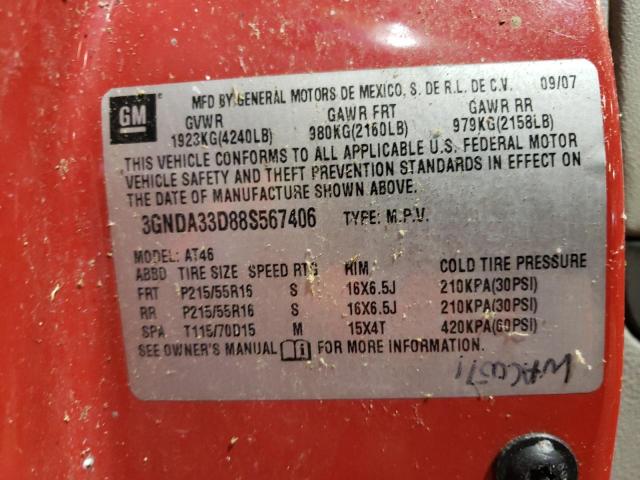 GM
MFD BY GENERAL MOTORS DE MEXICO, S. DE R.L. DE C.V. 09/07
GVWR GAWR FRT GAWR RR
1923KG(4240LB) 980KG(2160LB) 979KG(2158LB)
THIS VEHICLE CONFORMS TO ALL APPLICABLE U.S. FEDERAL MOTOR
VEHICLE SAFETY AND THEFT PREVENTION STANDARDS IN EFFECT ON
THE DATE OF MANUFACTURE SHOWN ABOVE.
3GNDA33D88S567406 TYPE: M.P.V.
MODEL: AT46
ABBD TIRE SIZE SPEED RTG RIM COLD TIRE PRESSURE
FRT P215/55R16 S 16X6.5J 210KPA(30PSI)
RR P215/55R16 S 16X6.5J 210KPA(30PSI)
SPA T115/70D15 M 15X4T 420KPA(60PSI)
SEE OWNER'S MANUAL FOR MORE INFORMATION.